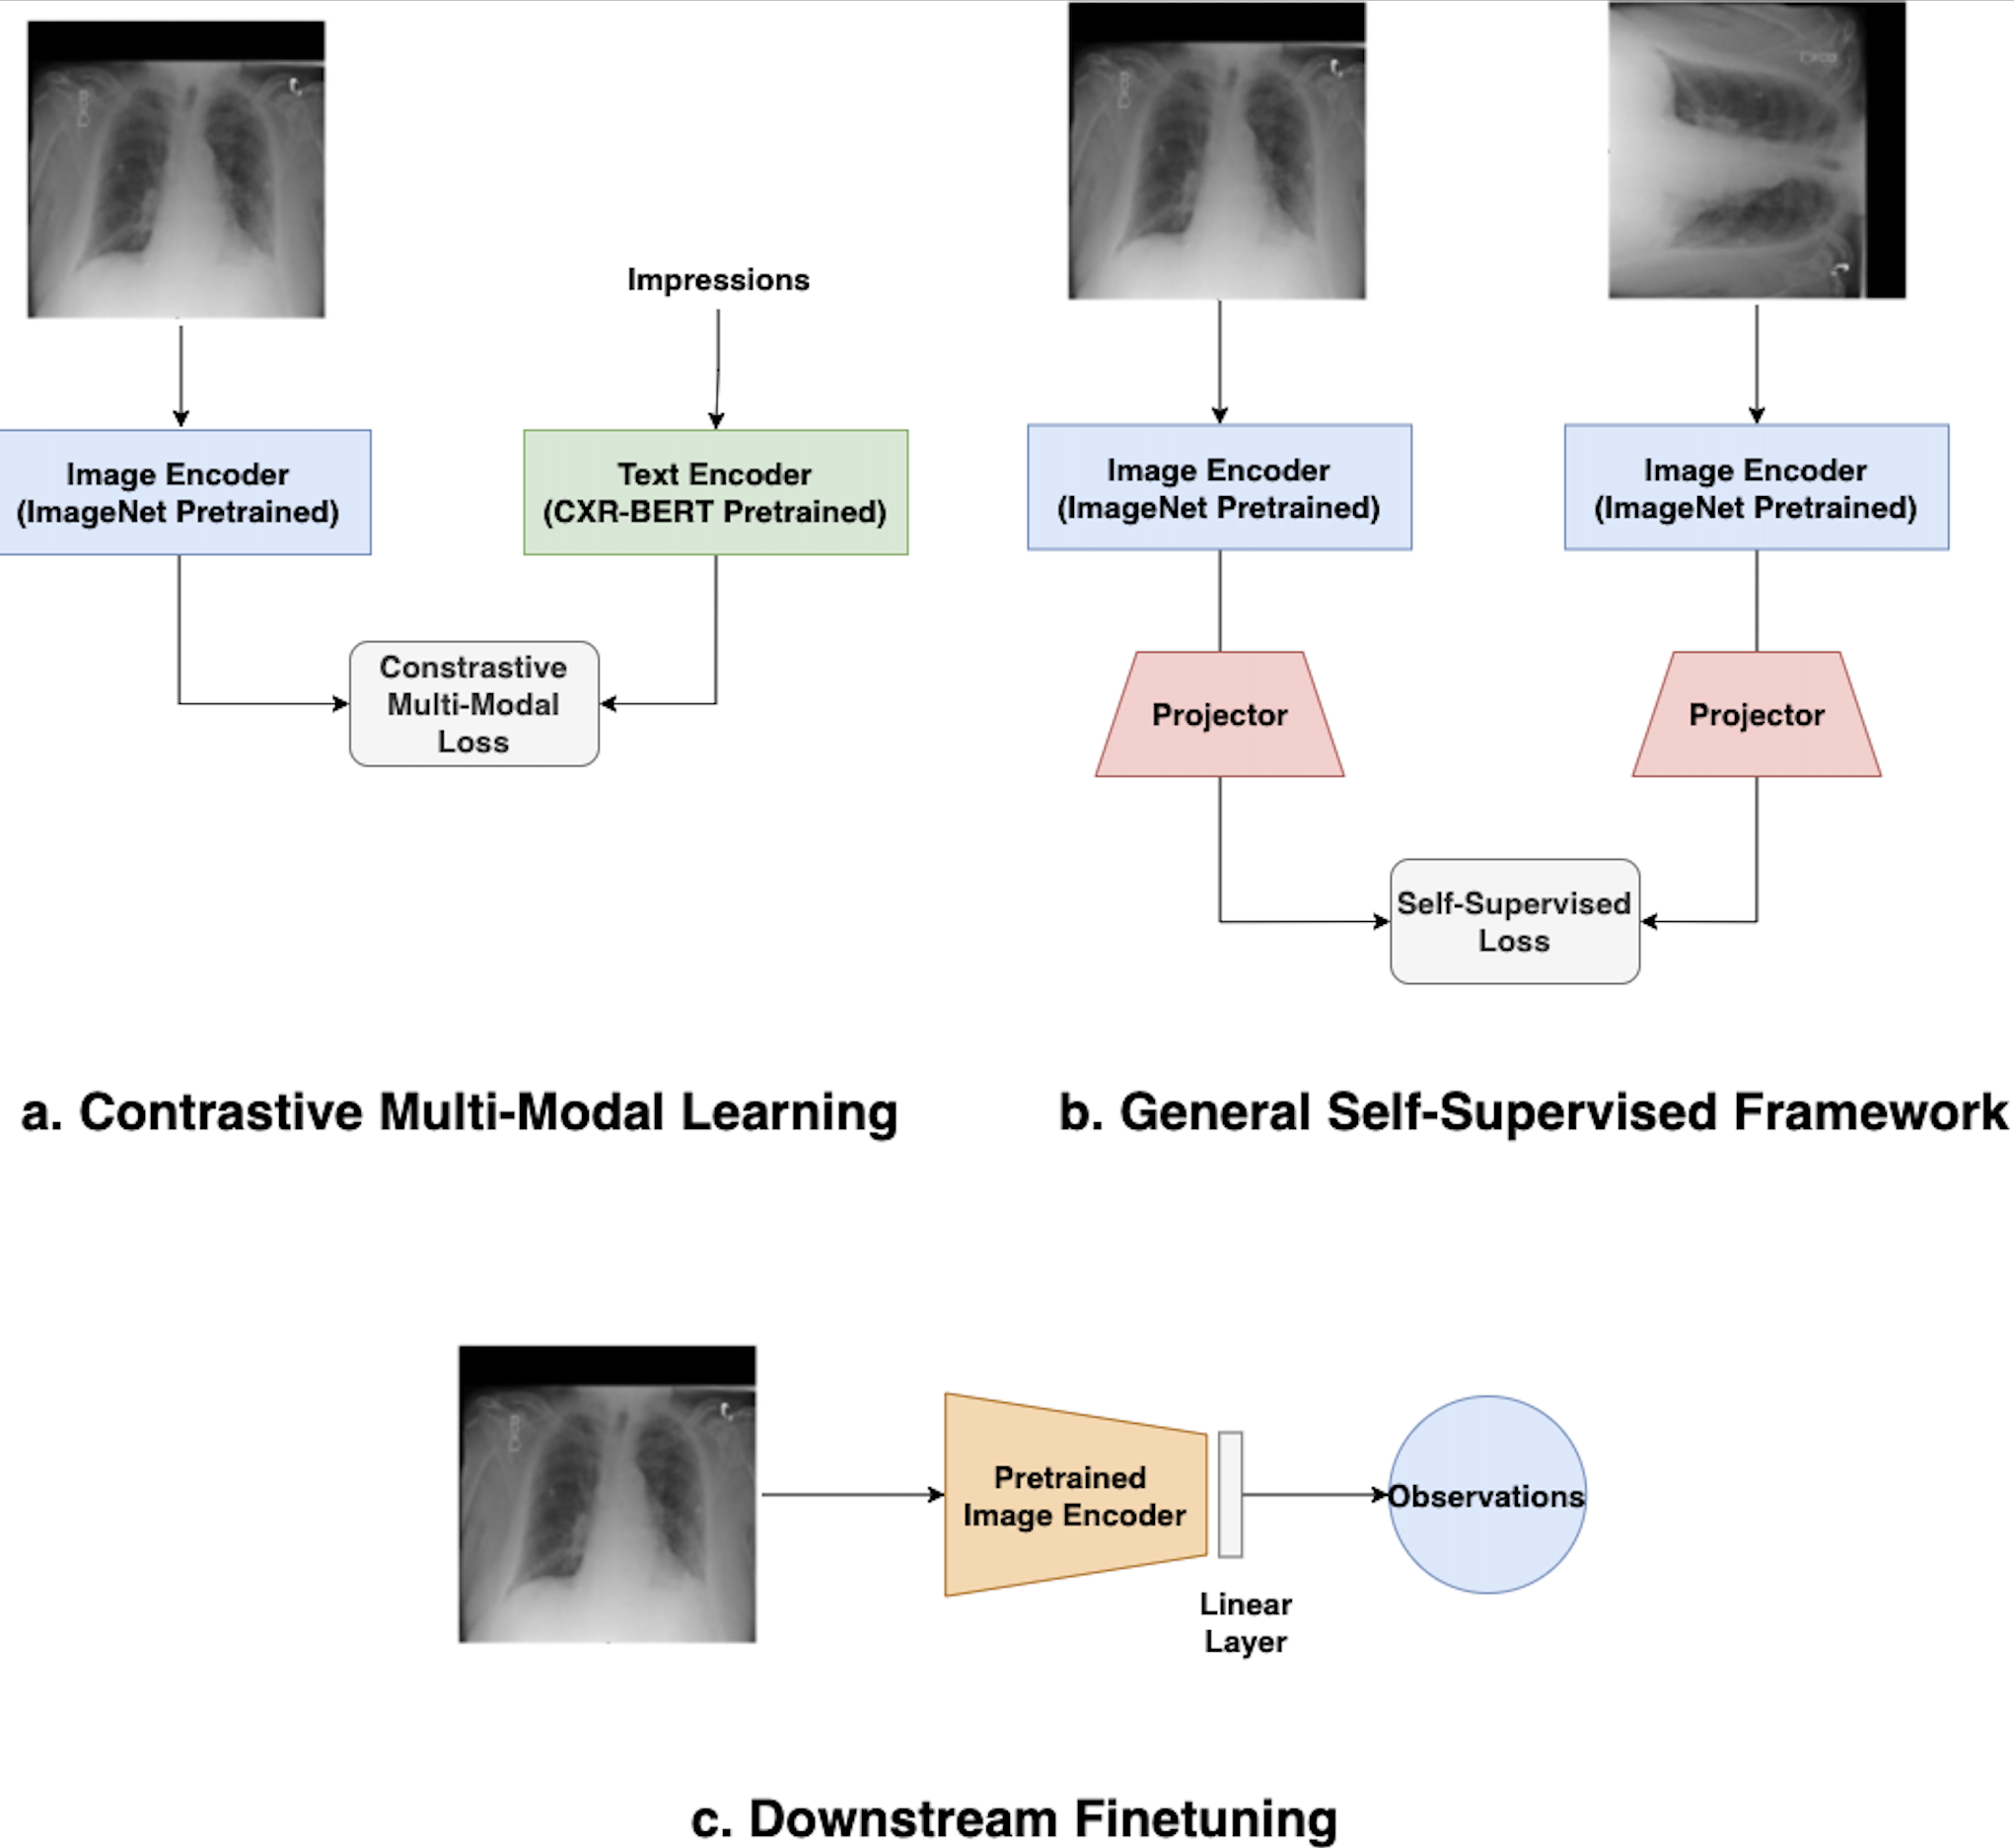 Impressions
Image Encoder
(ImageNet Pretrained)
Text Encoder
(CXR-BERT Pretrained)
Constrastive
Multi-Modal
Loss
a. Contrastive Multi-Modal Learning
Image Encoder
(ImageNet Pretrained)
Image Encoder
(ImageNet Pretrained)
Projector
Projector
Self-Supervised
Loss
b. General Self-Supervised Framework
Pretrained
Image Encoder
Linear
Layer
Observations
c. Downstream Finetuning